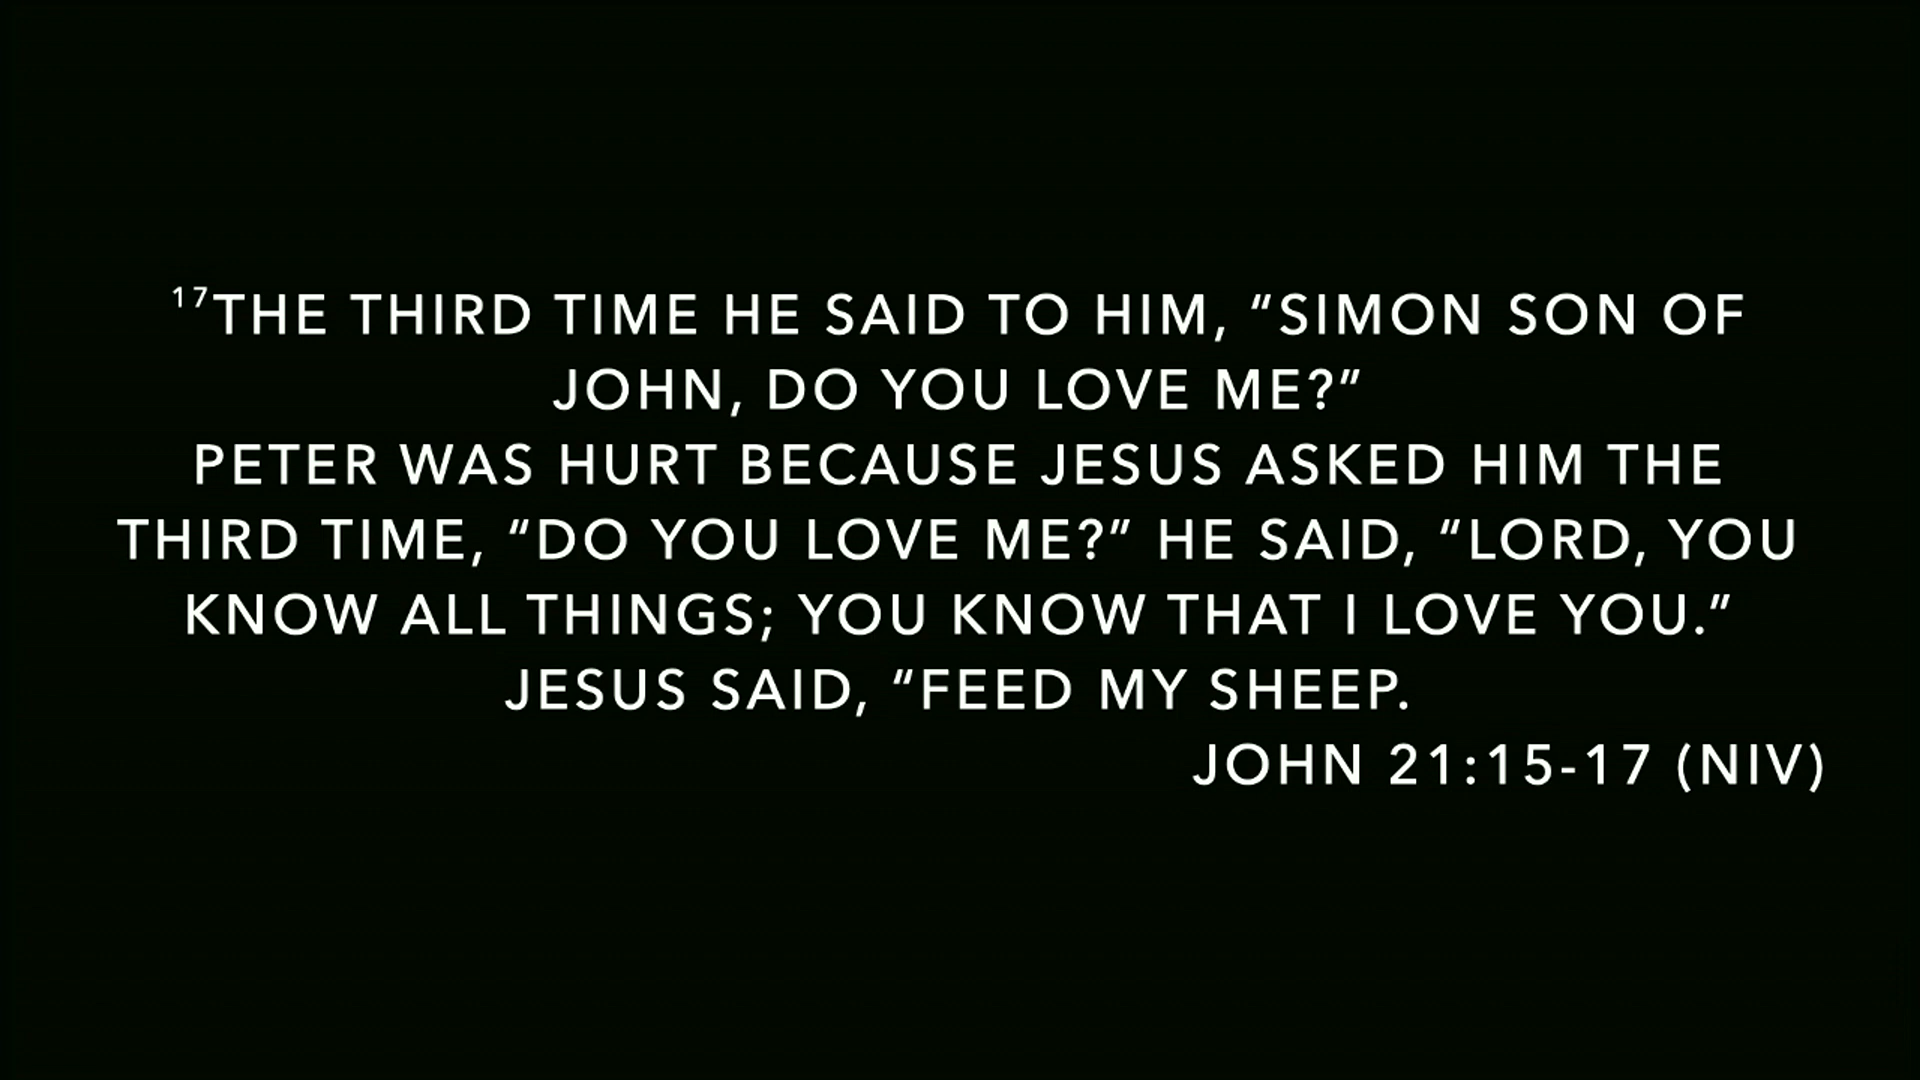 ¹⁷THE THIRD TIME HE SAID TO HIM, “SIMON SON OF
JOHN, DO YOU LOVE ME?”
PETER WAS HURT BECAUSE JESUS ASKED HIM THE
THIRD TIME, “DO YOU LOVE ME?” HE SAID, “LORD, YOU
KNOW ALL THINGS; YOU KNOW THAT I LOVE YOU.”
JESUS SAID, “FEED MY SHEEP.
JOHN 21:15-17 (NIV)